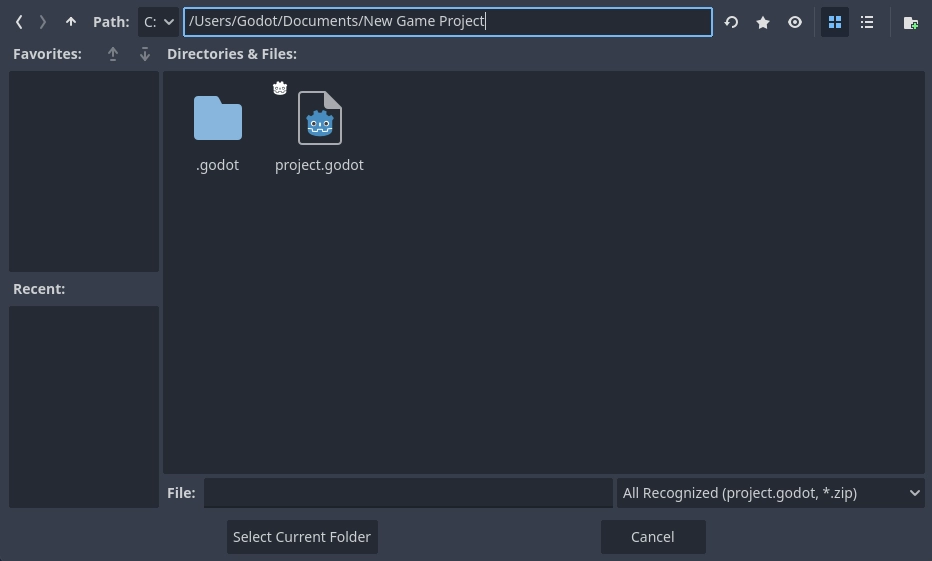 Path: C: /Users/Godot/Documents/New Game Project
Favorites: Directories & Files:
.godot project.godot
Recent:
File: All Recognized (project.godot, *.zip)
Select Current Folder Cancel